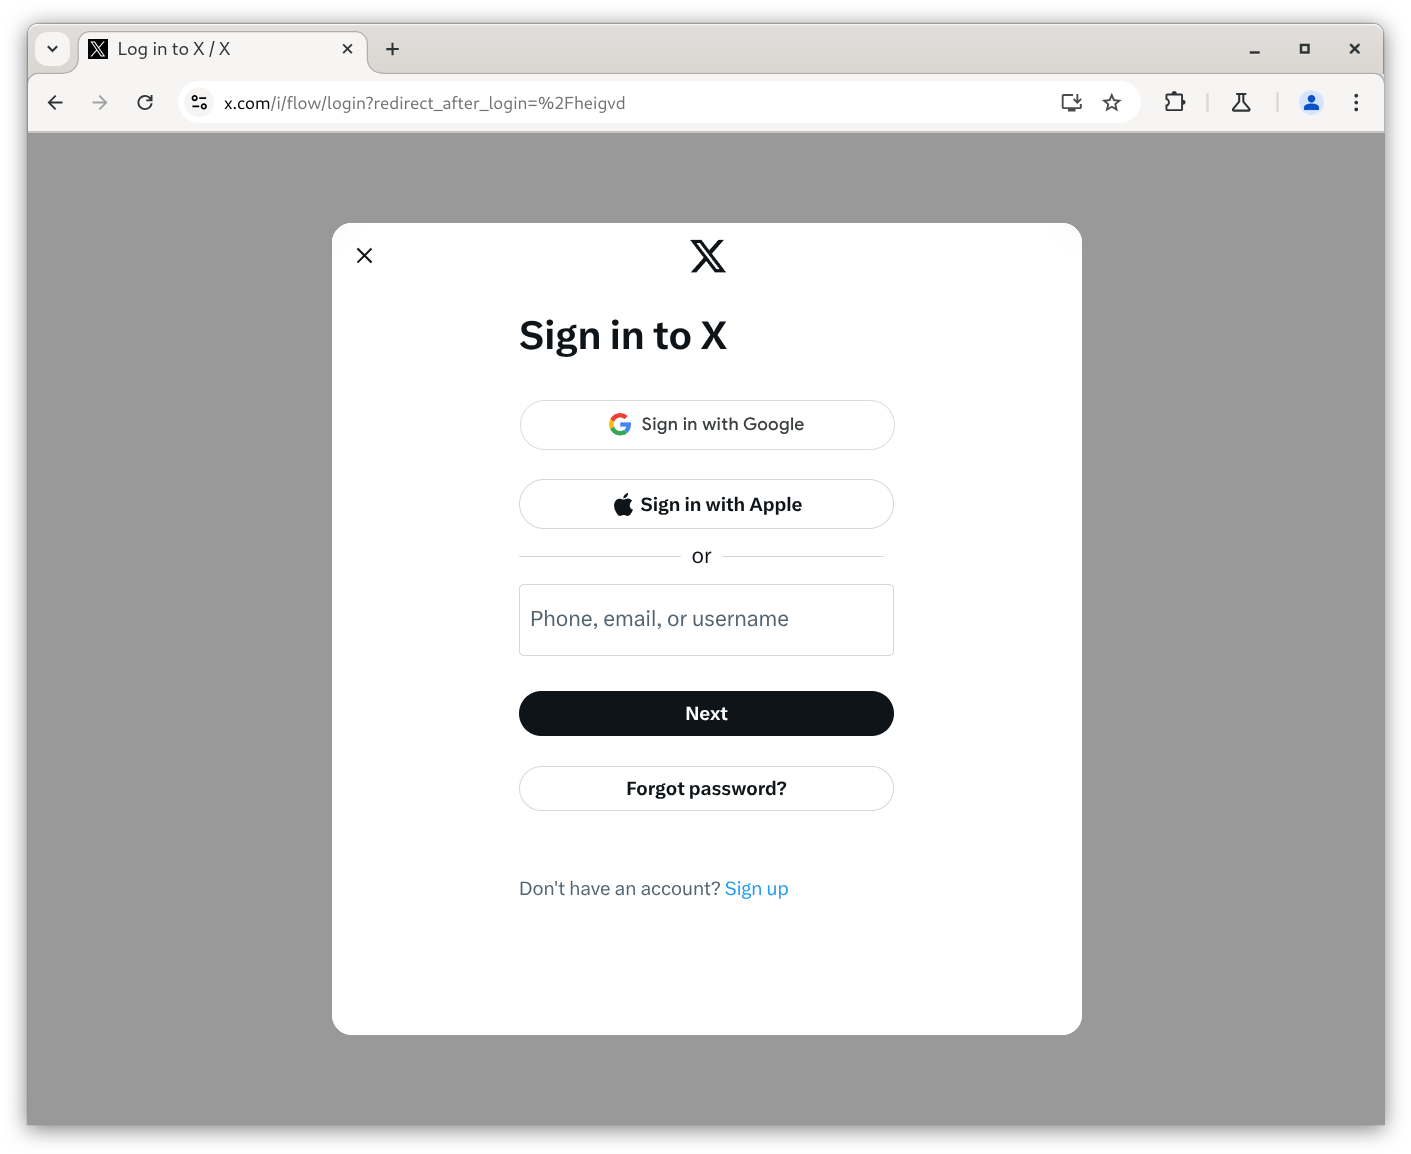 Log in to X / X
x.com/i/flow/login?redirect_after_login=%2Fheigvd
Sign in to X
Sign in with Google
Sign in with Apple
or
Phone, email, or username
Next
Forgot password?
Don't have an account? Sign up